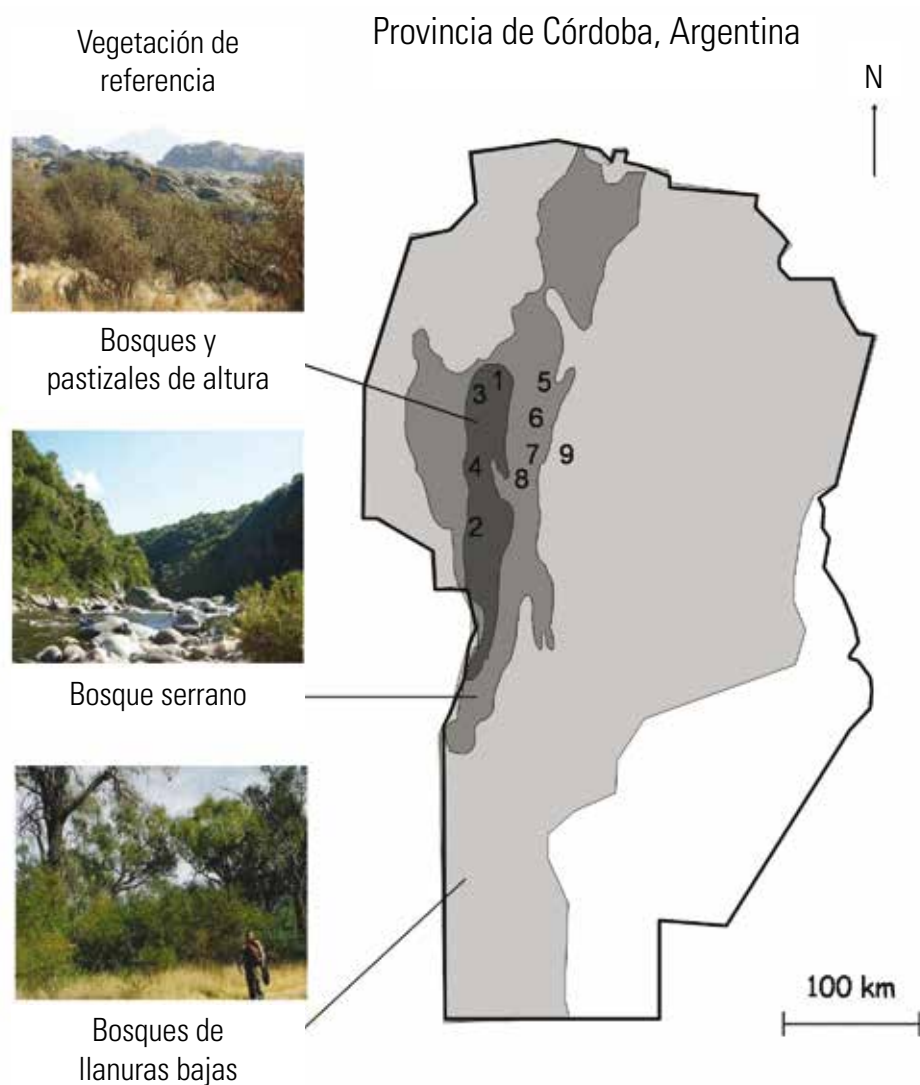 Provincia de Córdoba, Argentina
Vegetación de
referencia
N
Bosques y
pastizales de altura
1
3
5
6
4
7
9
8
2
Bosque serrano
100 km
Bosques de
llanuras bajas